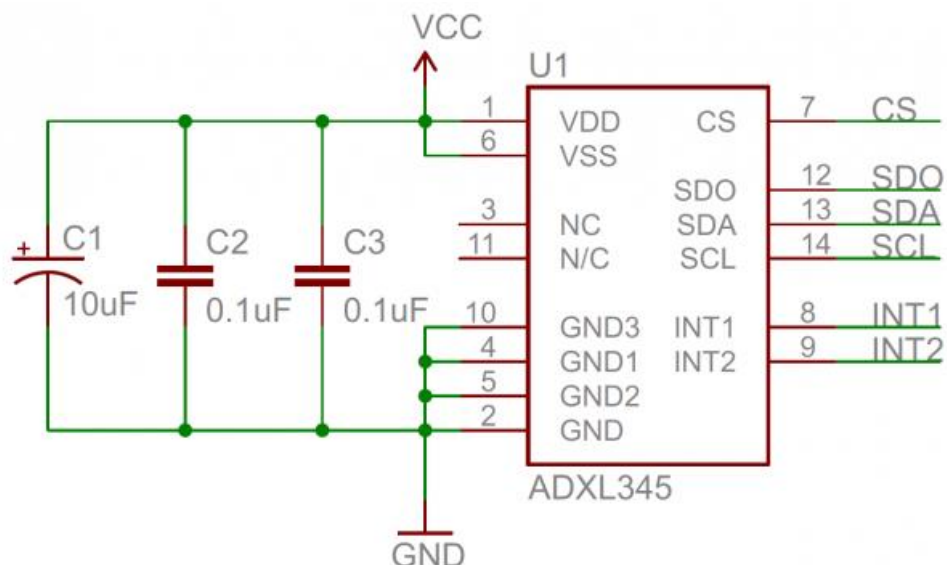 VCC
U1
1 VDD CS 7 CS
6 VSS
SDO 12 SDO
3 NC SDA 13 SDA
11 N/C SCL 14 SCL
+ C1 C2 C3
10uF 0.1uF 0.1uF
10 GND3 INT1 8 INT1
4 GND1 INT2 9 INT2
5 GND2
2 GND
ADXL345
GND